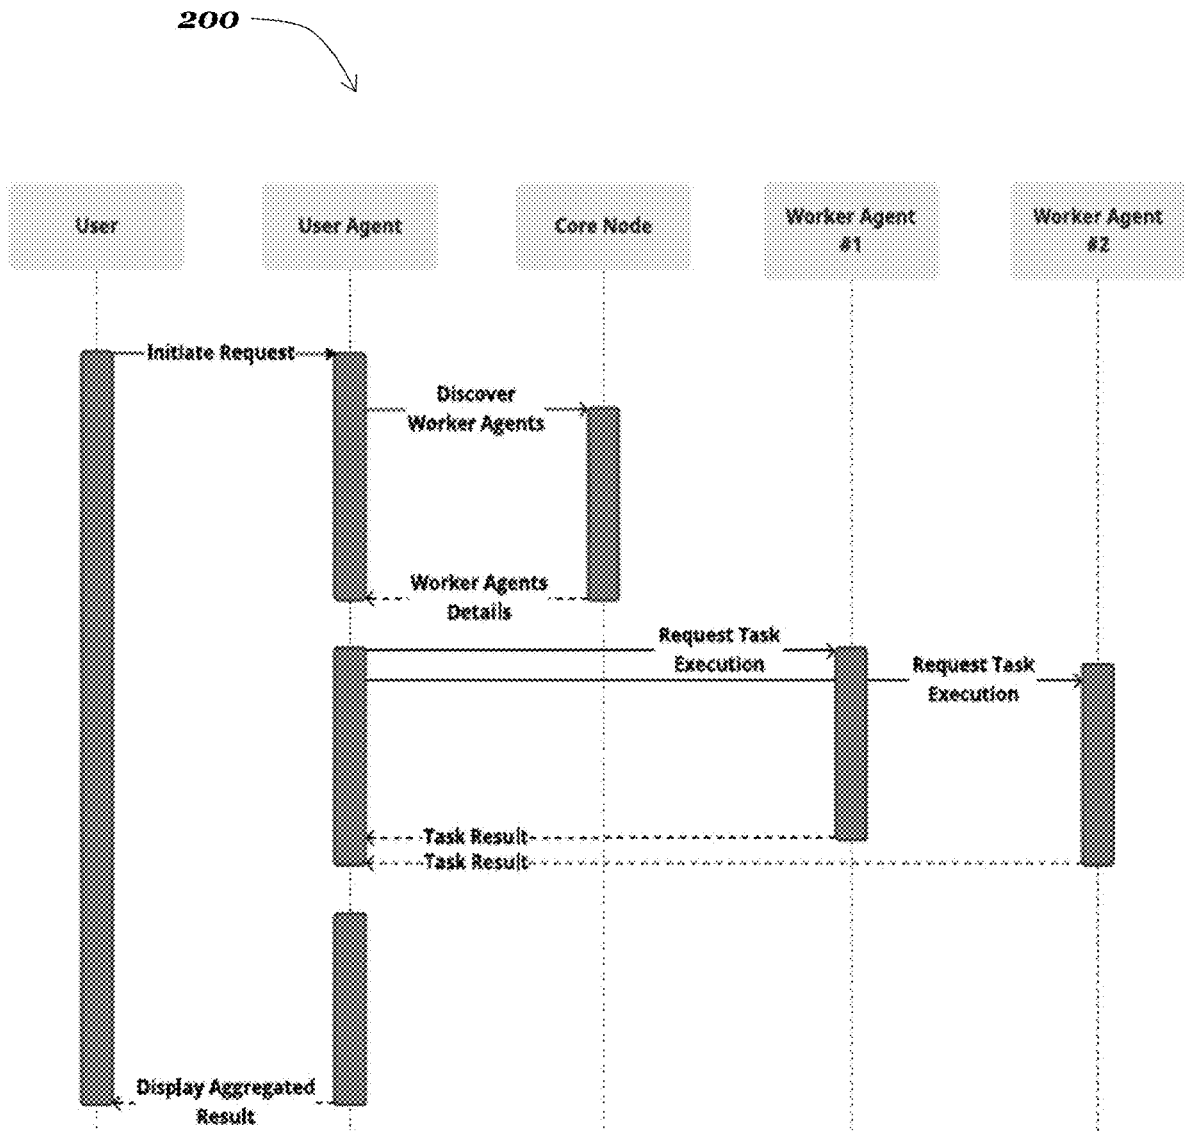 200
User
User Agent
Core Node
Worker Agent
#1
Worker Agent
#2
Initiate Request
Discover
Worker Agents
Worker Agents
Details
Request Task
Execution
Request Task
Execution
Task Result
Task Result
Display Aggregated
Result